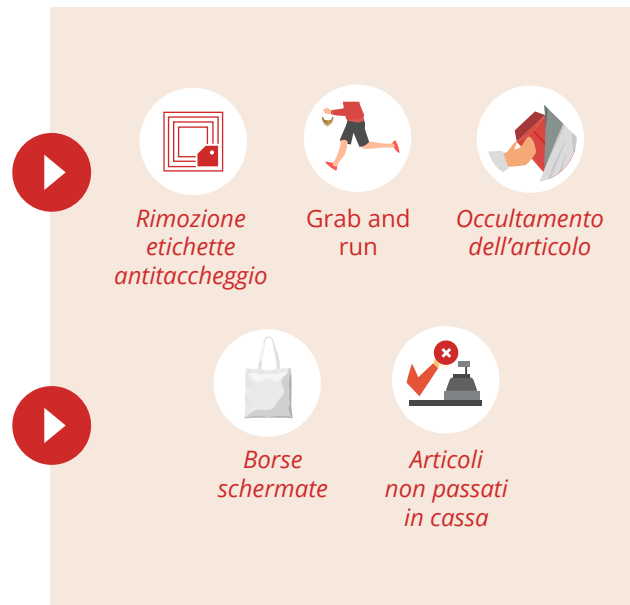 Rimozione
etichette
antitaccheggio
Grab and
run
Occultamento
dell’articolo
Borse
schermate
Articoli
non passati
in cassa